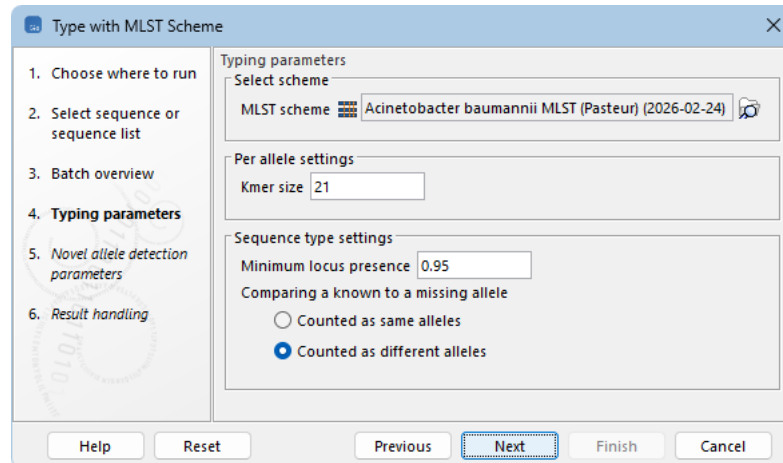 Type with MLST Scheme
1. Choose where to run
2. Select sequence or
sequence list
3. Batch overview
4. Typing parameters
5. Novel allele detection
parameters
6. Result handling
Typing parameters
Select scheme
MLST scheme Acinetobacter baumannii MLST (Pasteur) (2026-02-24)
Per allele settings
Kmer size 21
Sequence type settings
Minimum locus presence 0.95
Comparing a known to a missing allele
Counted as same alleles
Counted as different alleles
Help Reset Previous Next Finish Cancel